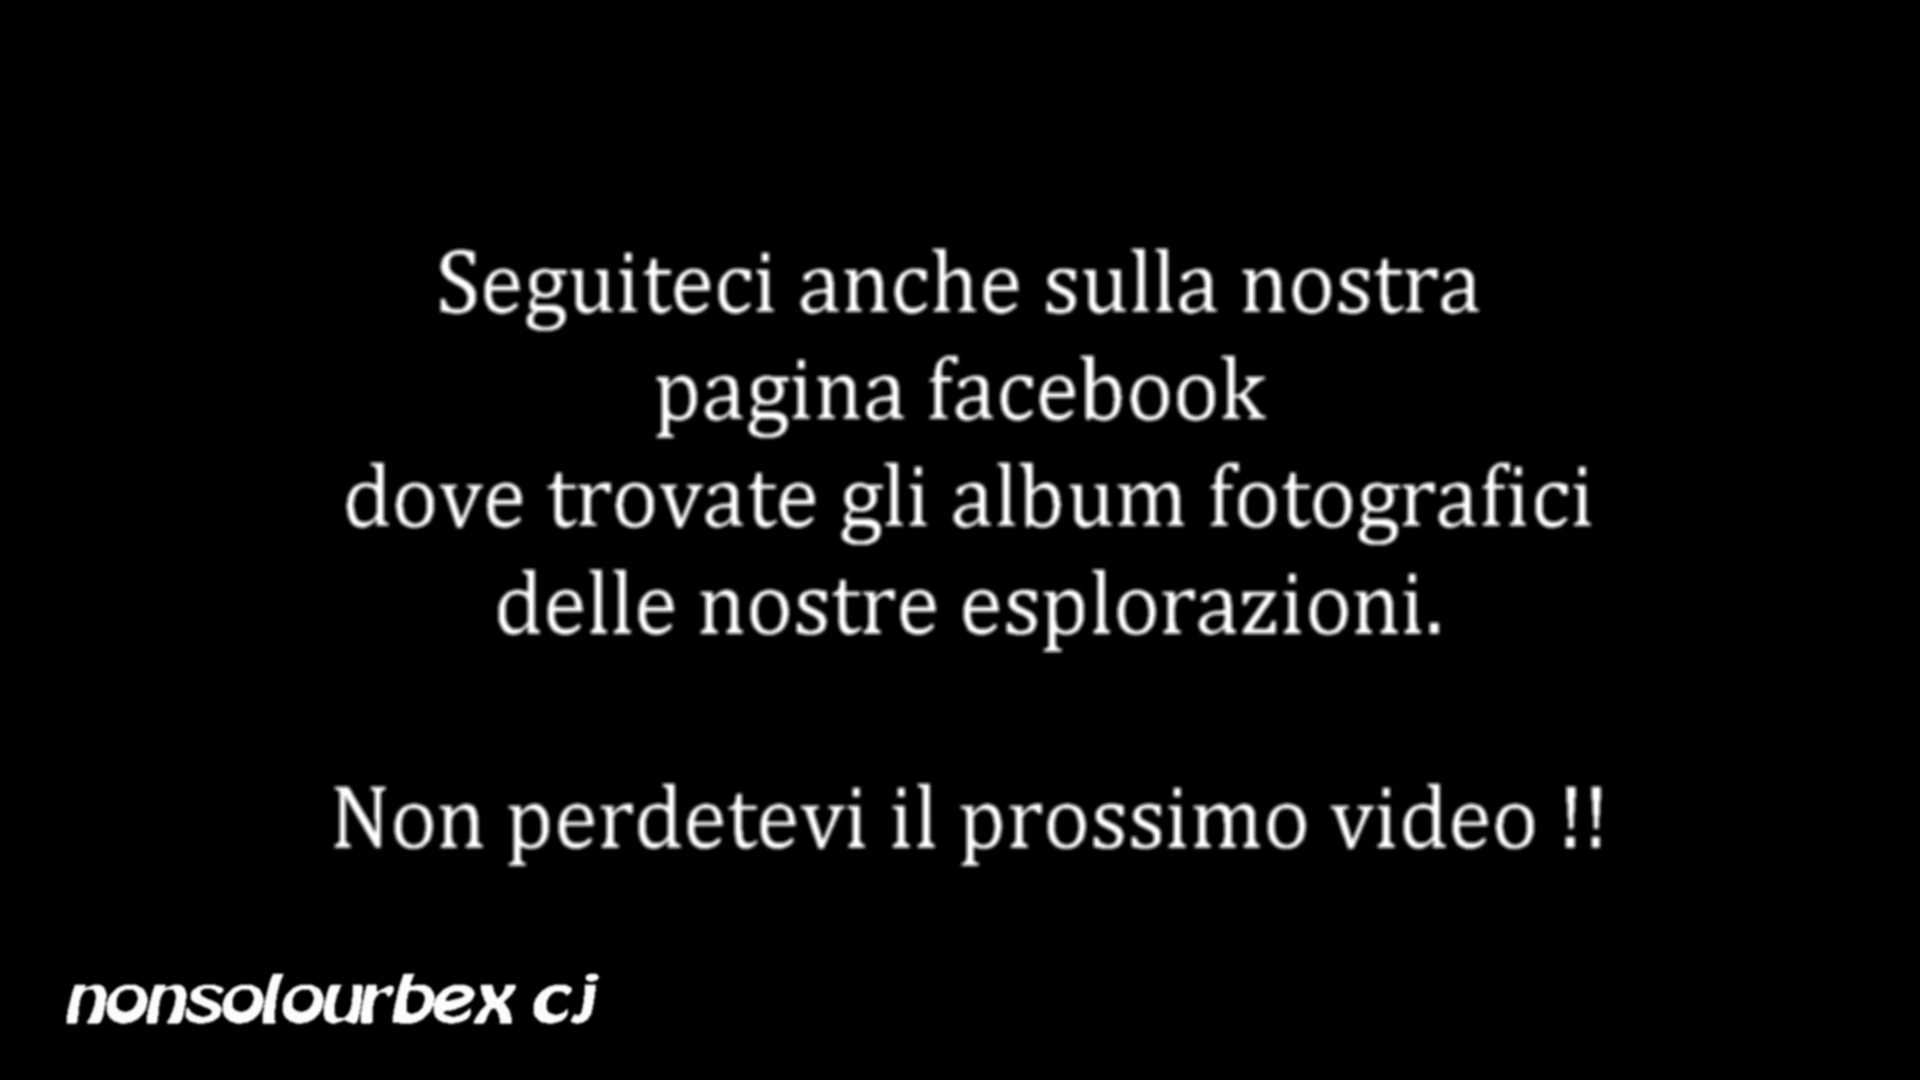 Seguiteci anche sulla nostra
pagina facebook
dove trovate gli album fotografici
delle nostre esplorazioni.
Non perdetevi il prossimo video !!
nonsolourbex cj